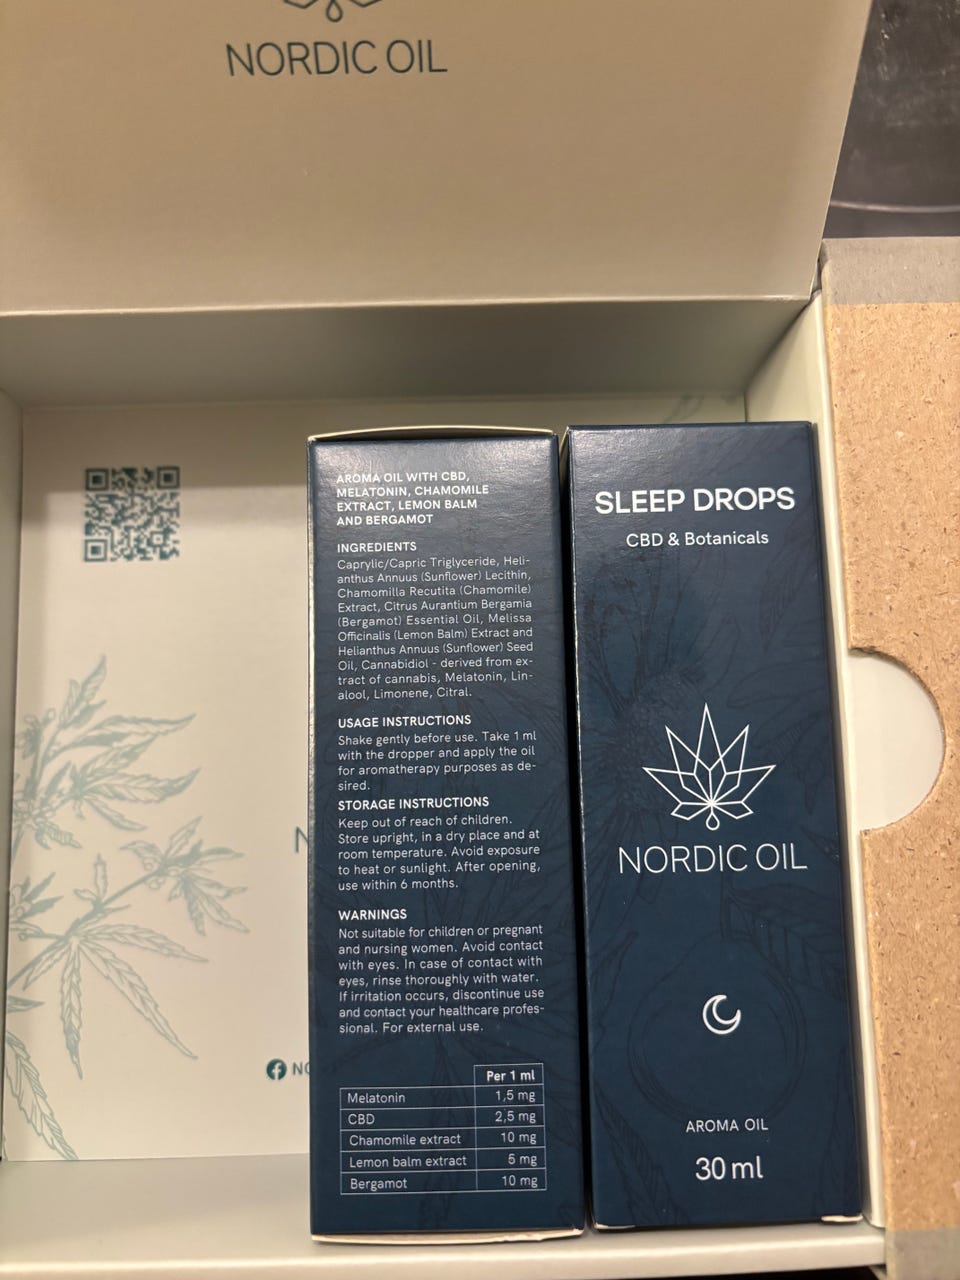 NORDIC OIL
AROMA OIL WITH CBD,
MELATONIN, CHAMOMILE
EXTRACT, LEMON BALM
AND BERGAMOT
INGREDIENTS
Caprylic/Capric Triglyceride, Heli-
anthus Annuus (Sunflower) Lecithin,
Chamomilla Recutita (Chamomile)
Extract, Citrus Aurantium Bergamia
(Bergamot) Essential Oil, Melissa
Officinalis (Lemon Balm) Extract and
Helianthus Annuus (Sunflower) Seed
Oil, Cannabidiol - derived from ex-
tract of cannabis, Melatonin, Lin-
alool, Limonene, Citral.
USAGE INSTRUCTIONS
Shake gently before use. Take 1 ml
with the dropper and apply the oil
for aromatherapy purposes as de-
sired.
STORAGE INSTRUCTIONS
Keep out of reach of children.
Store upright, in a dry place and at
room temperature. Avoid exposure
to heat or sunlight. After opening,
use within 6 months.
WARNINGS
Not suitable for children or pregnant
and nursing women. Avoid contact
with eyes. In case of contact with
eyes, rinse thoroughly with water.
If irritation occurs, discontinue use
and contact your healthcare profes-
sional. For external use.
Per 1 ml
Melatonin 1,5 mg
CBD 2,5 mg
Chamomile extract 10 mg
Lemon balm extract 5 mg
Bergamot 10 mg
SLEEP DROPS
CBD & Botanicals
NORDIC OIL
AROMA OIL
30 ml